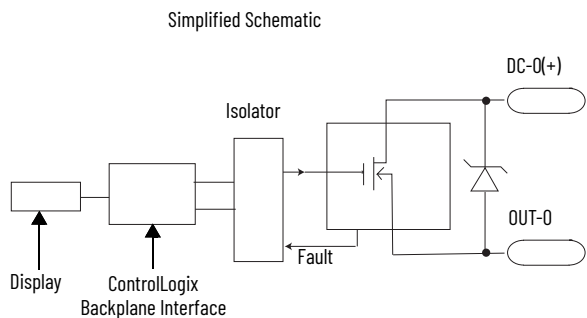 Simplified Schematic
DC-0(+)
Isolator
OUT-0
Fault
Display
ControlLogix
Backplane Interface